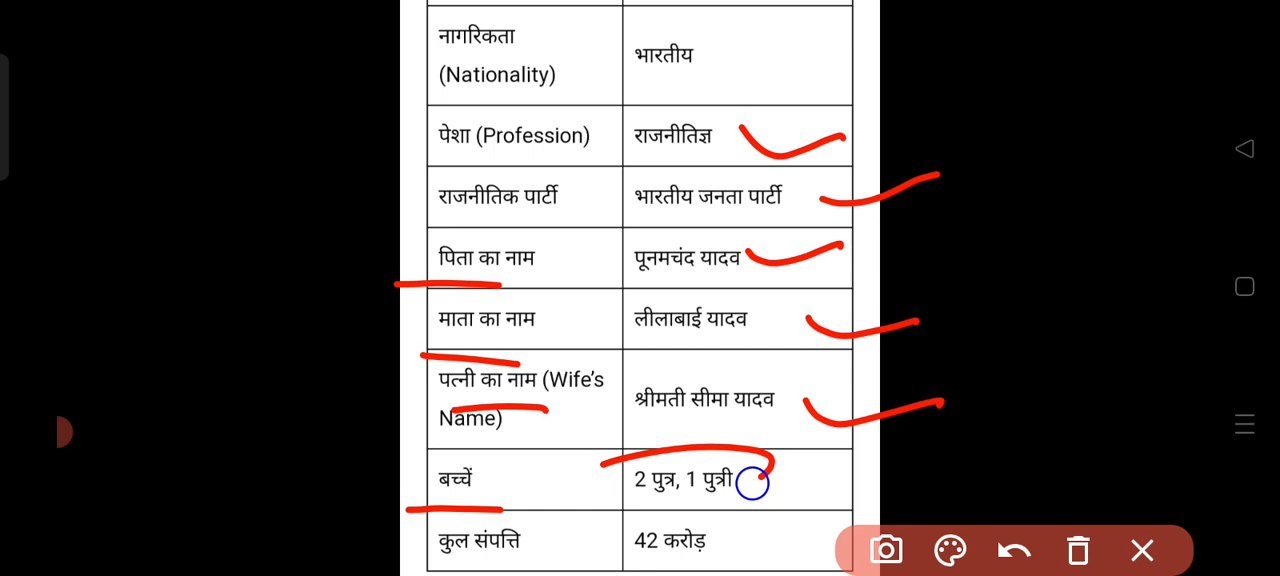 नागरिकता
(Nationality)
भारतीय
पेशा (Profession)
राजनीतिज्ञ
राजनीतिक पार्टी
भारतीय जनता पार्टी
पिता का नाम
पूनमचंद यादव
माता का नाम
लीलाबाई यादव
पत्नी का नाम (Wife’s
Name)
श्रीमती सीमा यादव
बच्चें
2 पुत्र, 1 पुत्री
कुल संपत्ति
42 करोड़